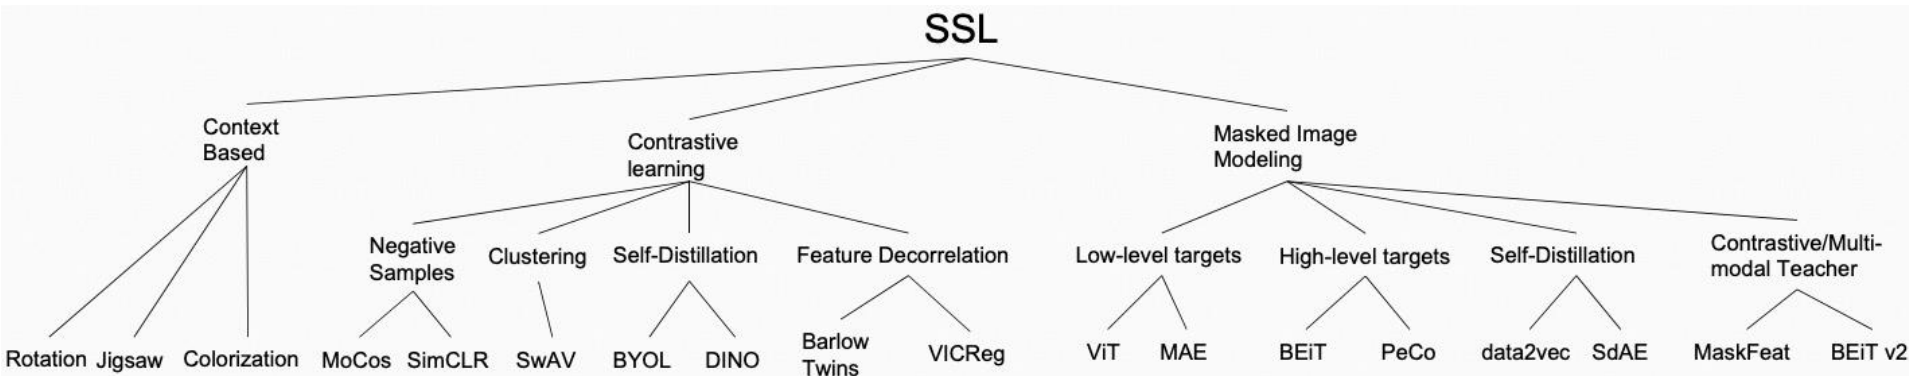 SSL
Context
Based
Contrastive
learning
Masked Image
Modeling
Negative
Samples
Clustering
Self-Distillation
Feature Decorrelation
Low-level targets
High-level targets
Self-Distillation
Contrastive/Multi-
modal Teacher
Rotation
Jigsaw
Colorization
MoCos
SimCLR
SwAV
BYOL
DINO
Barlow
Twins
VICReg
ViT
MAE
BEiT
PeCo
data2vec
SdAE
MaskFeat
BEiT v2